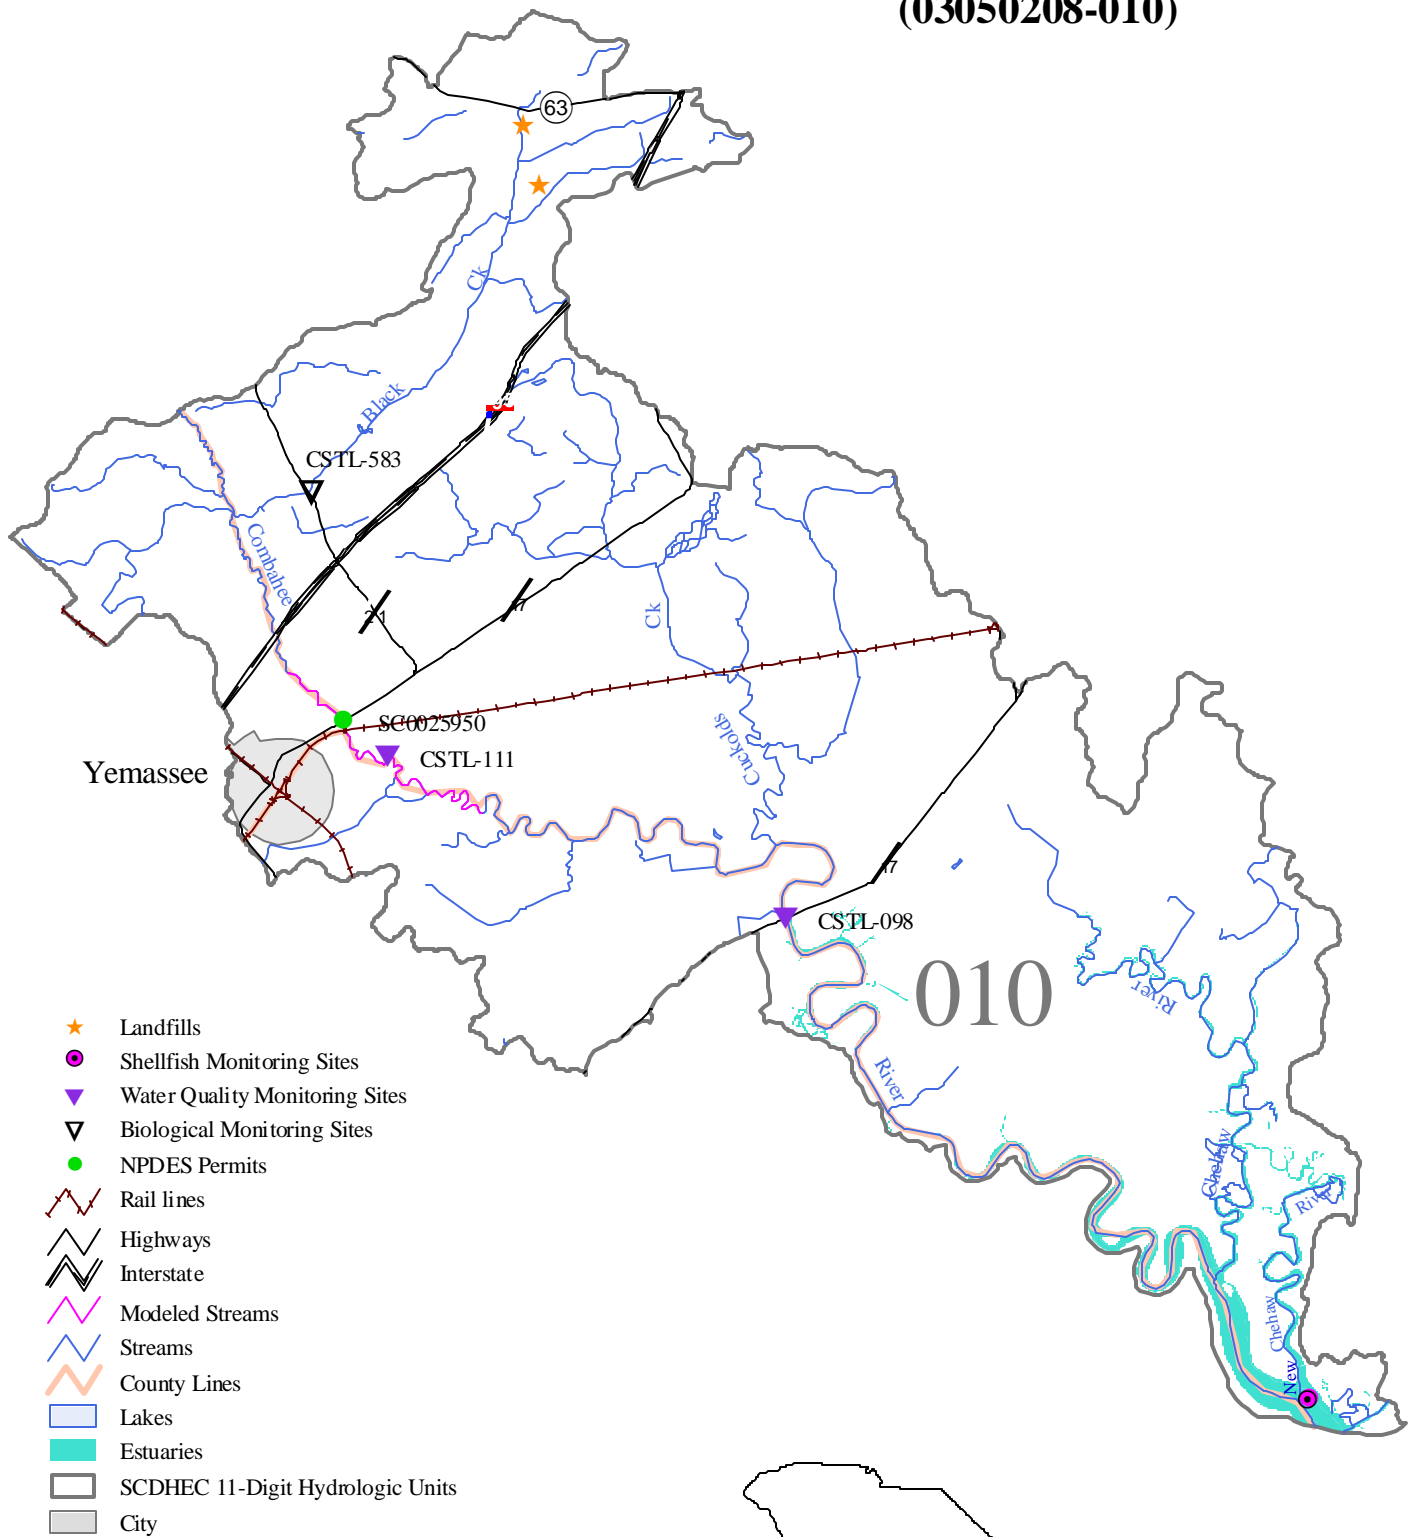 (03050208-010)
63
Ck
Black
CSTL-583
Combahee
21
17
Ck
Cuckolds
SC0025950
CSTL-111
Yemassee
17
CSTL-098
010
River
River
Chehaw
River
Chehaw
New
Landfills
Shellfish Monitoring Sites
Water Quality Monitoring Sites
Biological Monitoring Sites
NPDES Permits
Rail lines
Highways
Interstate
Modeled Streams
Streams
County Lines
Lakes
Estuaries
SCDHEC 11-Digit Hydrologic Units
City